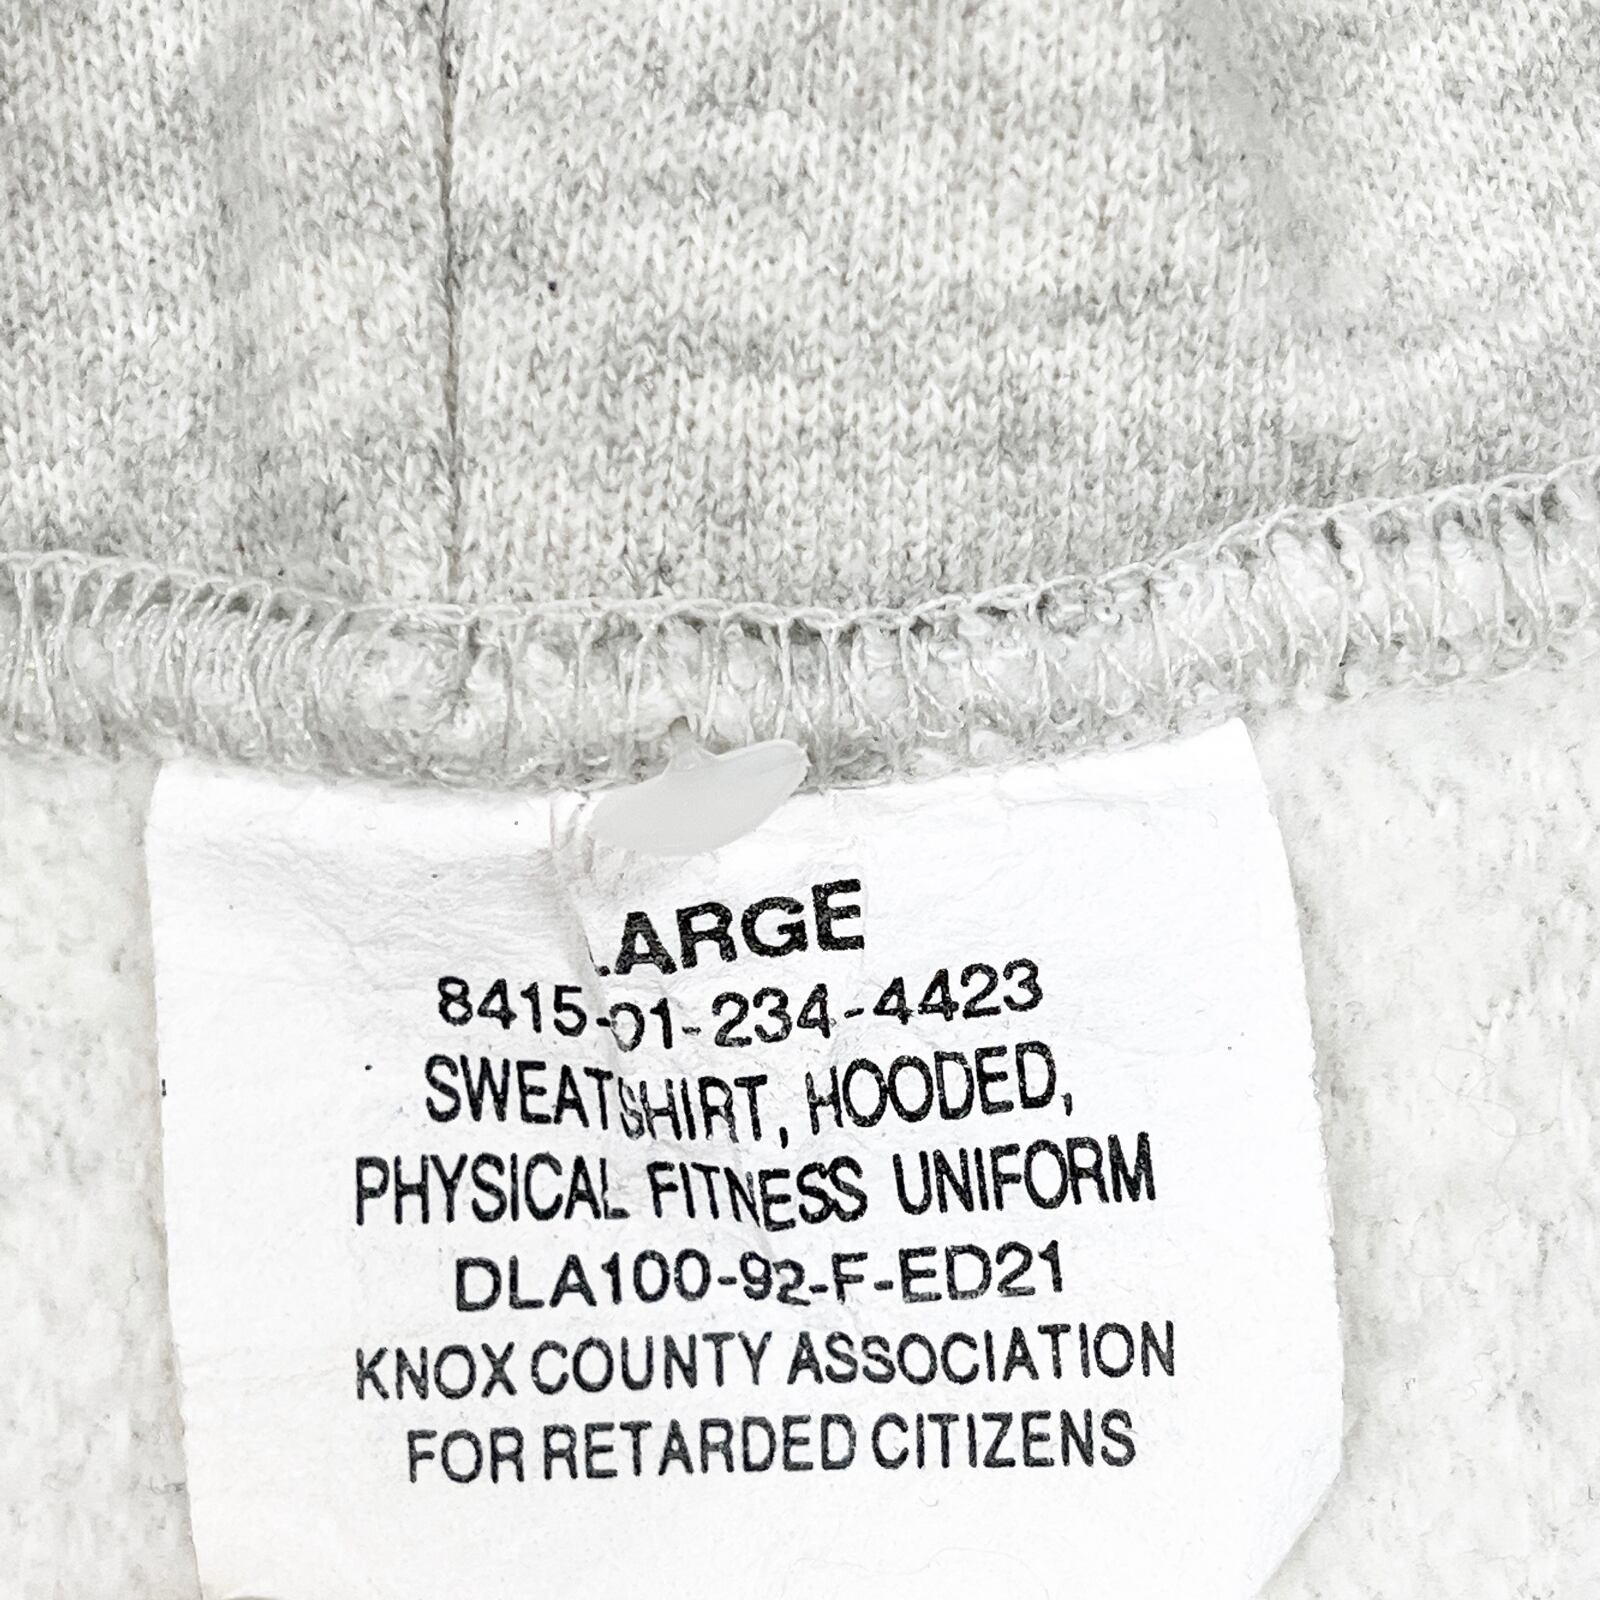 LARGE
8415-01-234-4423
SWEATSHIRT, HOODED,
PHYSICAL FITNESS UNIFORM
DLA100-92-F-ED21
KNOX COUNTY ASSOCIATION
FOR RETARDED CITIZENS